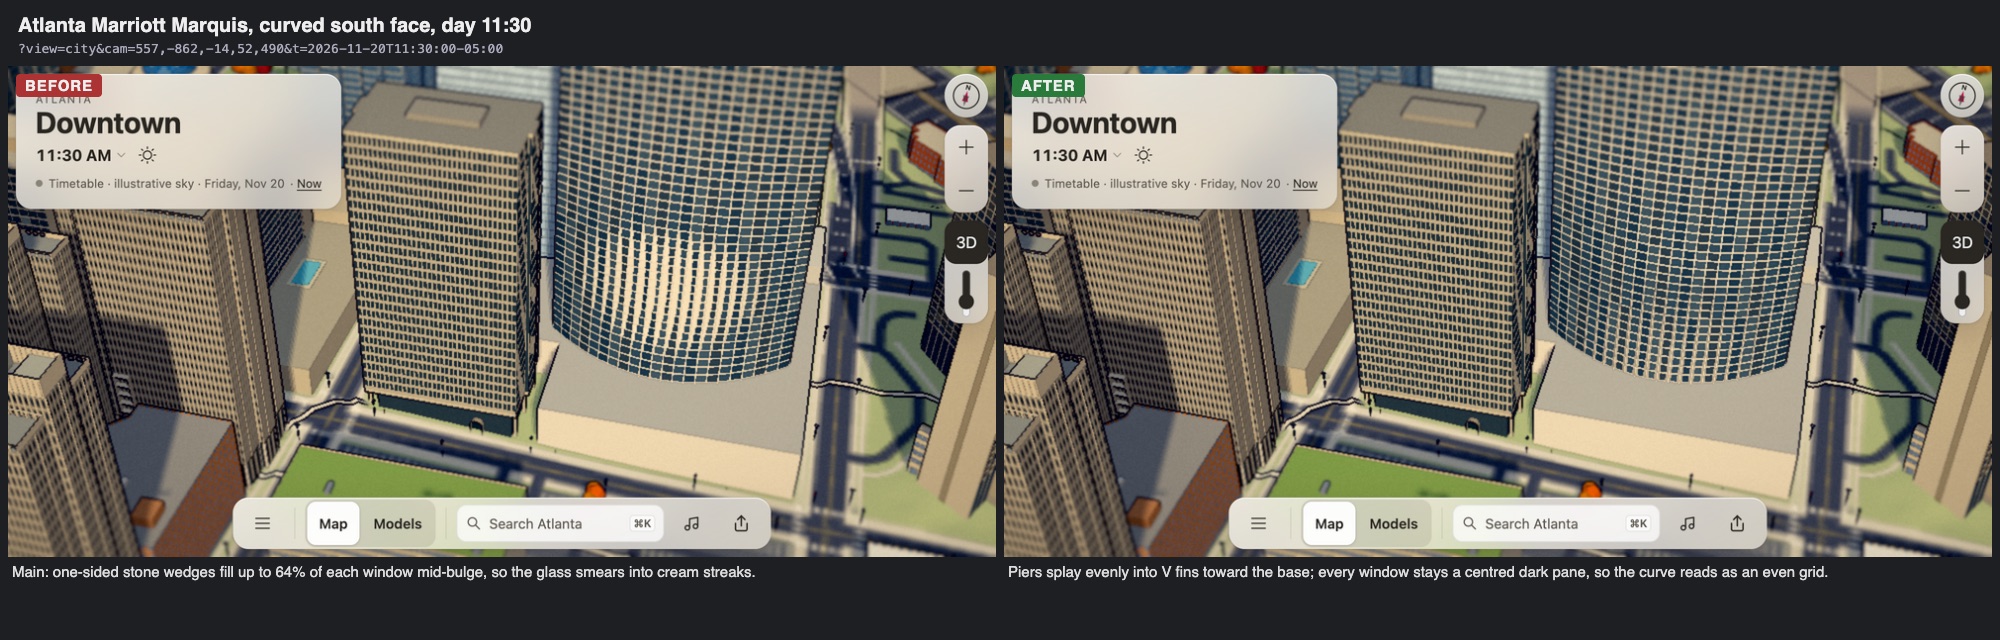 Atlanta Marriott Marquis, curved south face, day 11:30
?view=city&cam=557,-862,-14,52,490&t=2026-11-20T11:30:00-05:00
BEFORE
ATLANTA
Downtown
11:30 AM
Timetable · illustrative sky · Friday, Nov 20 · Now
N
+
−
3D
Map
Models
Search Atlanta
⌘K
Main: one-sided stone wedges fill up to 64% of each window mid-bulge, so the glass smears into cream streaks.
AFTER
ATLANTA
Downtown
11:30 AM
Timetable · illustrative sky · Friday, Nov 20 · Now
N
+
−
3D
Map
Models
Search Atlanta
⌘K
Piers splay evenly into V fins toward the base; every window stays a centred dark pane, so the curve reads as an even grid.